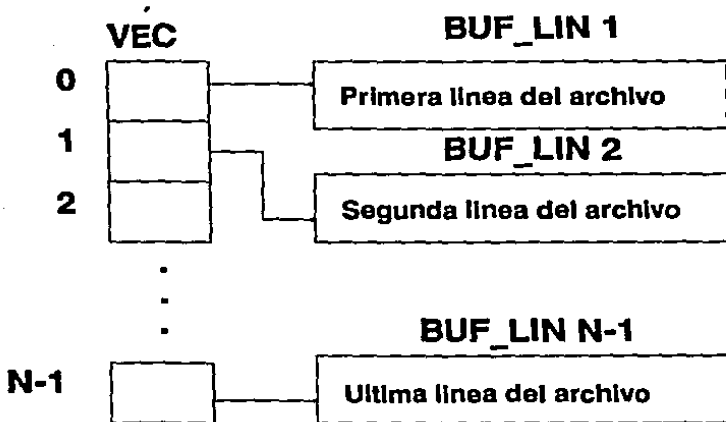 VEC
BUF_LIN 1
0
Primera linea del archivo
1
BUF_LIN 2
2
Segunda linea del archivo
BUF_LIN N-1
N-1
Ultima linea del archivo